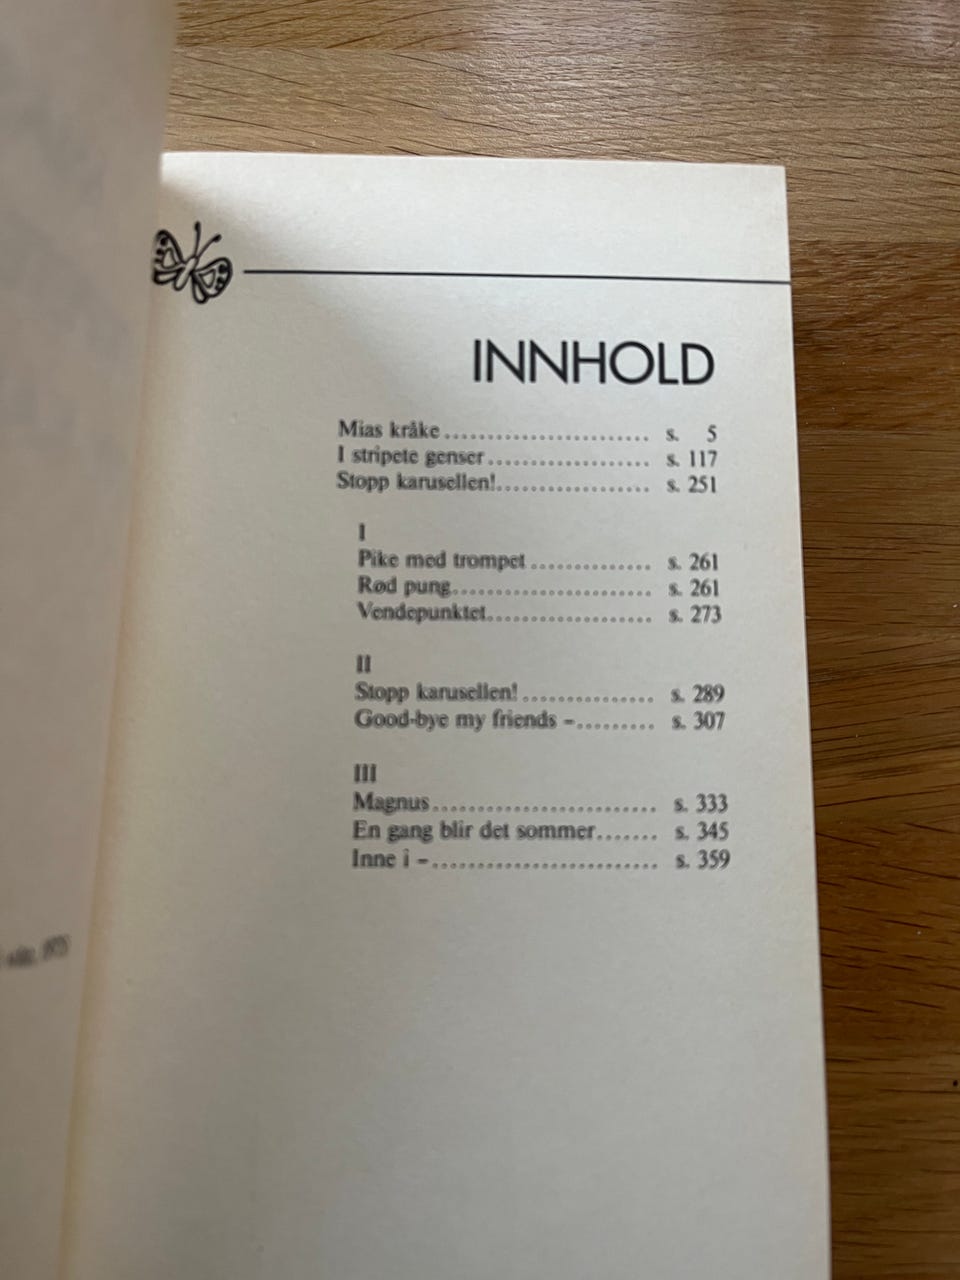 INNHOLD
Mias kråke........................ s. 5
I stripete genser................... s. 117
Stopp karusellen!.................. s. 251
I
Pike med trompet.............. s. 261
Rød pung....................... s. 261
Vendepunktet................... s. 273
II
Stopp karusellen!............... s. 289
Good-bye my friends –......... s. 307
III
Magnus.......................... s. 333
En gang blir det sommer....... s. 345
Inne i –.......................... s. 359